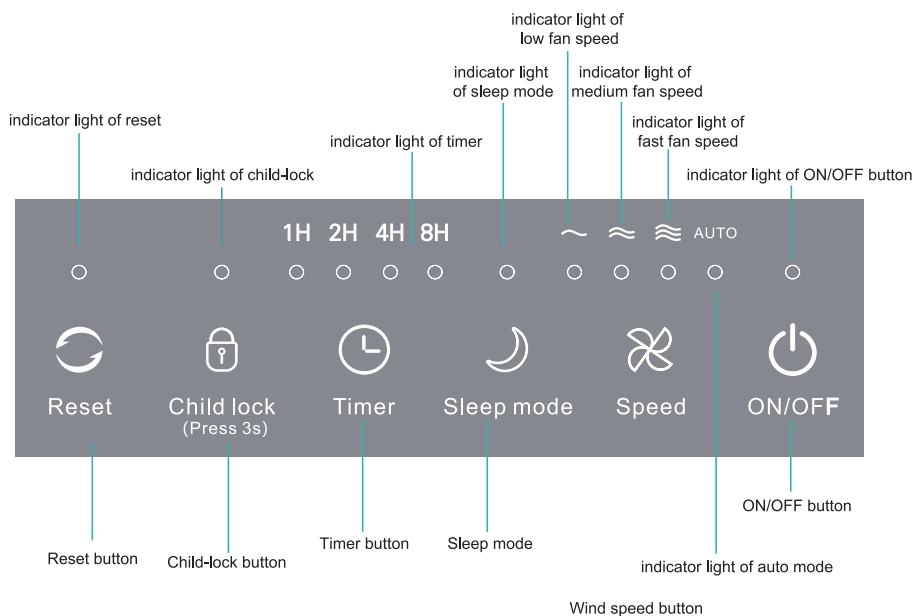 indicator light of
low fan speed
indicator light
of sleep mode
indicator light of
medium fan speed
indicator light of reset
indicator light of timer
indicator light of
fast fan speed
indicator light of child-lock
indicator light of ON/OFF button
1H 2H 4H 8H AUTO
Reset Child lock Timer Sleep mode Speed ON/OFF
(Press 3s)
ON/OFF button
Reset button Child-lock button Timer button Sleep mode
indicator light of auto mode
Wind speed button